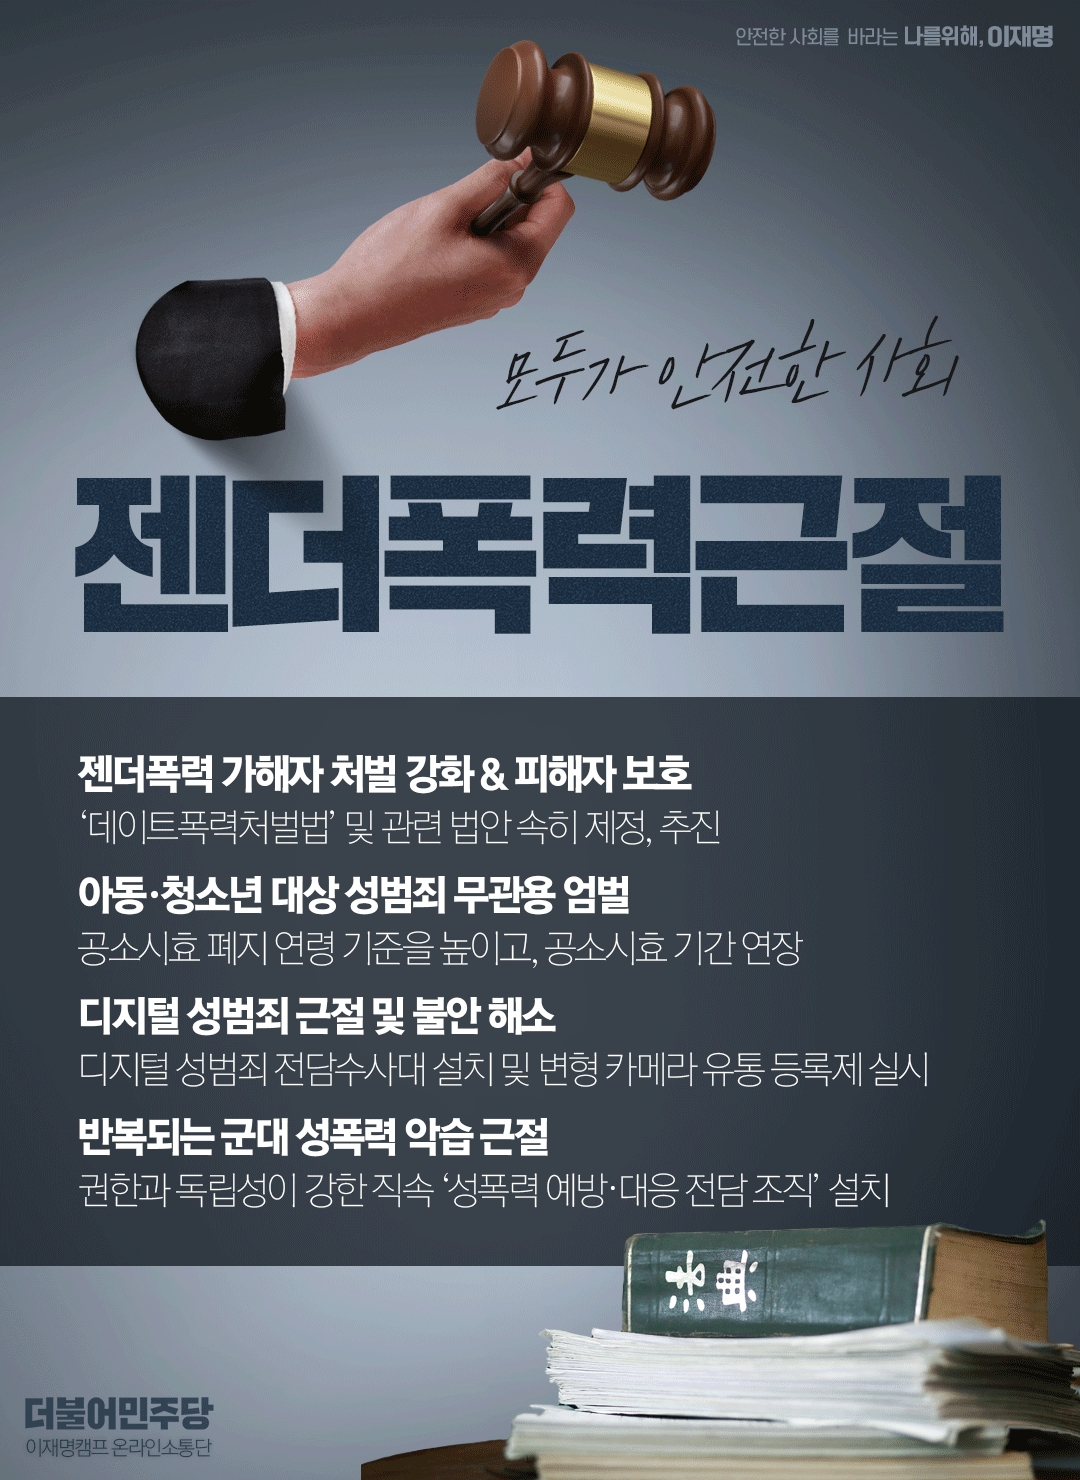 안전한 사회를 바라는 나를위해, 이재명
모두가 안전한 사회
젠더폭력근절
젠더폭력 가해자 처벌 강화 & 피해자 보호
‘데이트폭력처벌법’ 및 관련 법안 속히 제정, 추진
아동·청소년 대상 성범죄 무관용 엄벌
공소시효 폐지 연령 기준을 높이고, 공소시효 기간 연장
디지털 성범죄 근절 및 불안 해소
디지털 성범죄 전담수사대 설치 및 변형 카메라 유통 등록제 실시
반복되는 군대 성폭력 악습 근절
권한과 독립성이 강한 직속 ‘성폭력 예방·대응 전담 조직’ 설치
法典
더불어민주당
이재명캠프 온라인소통단